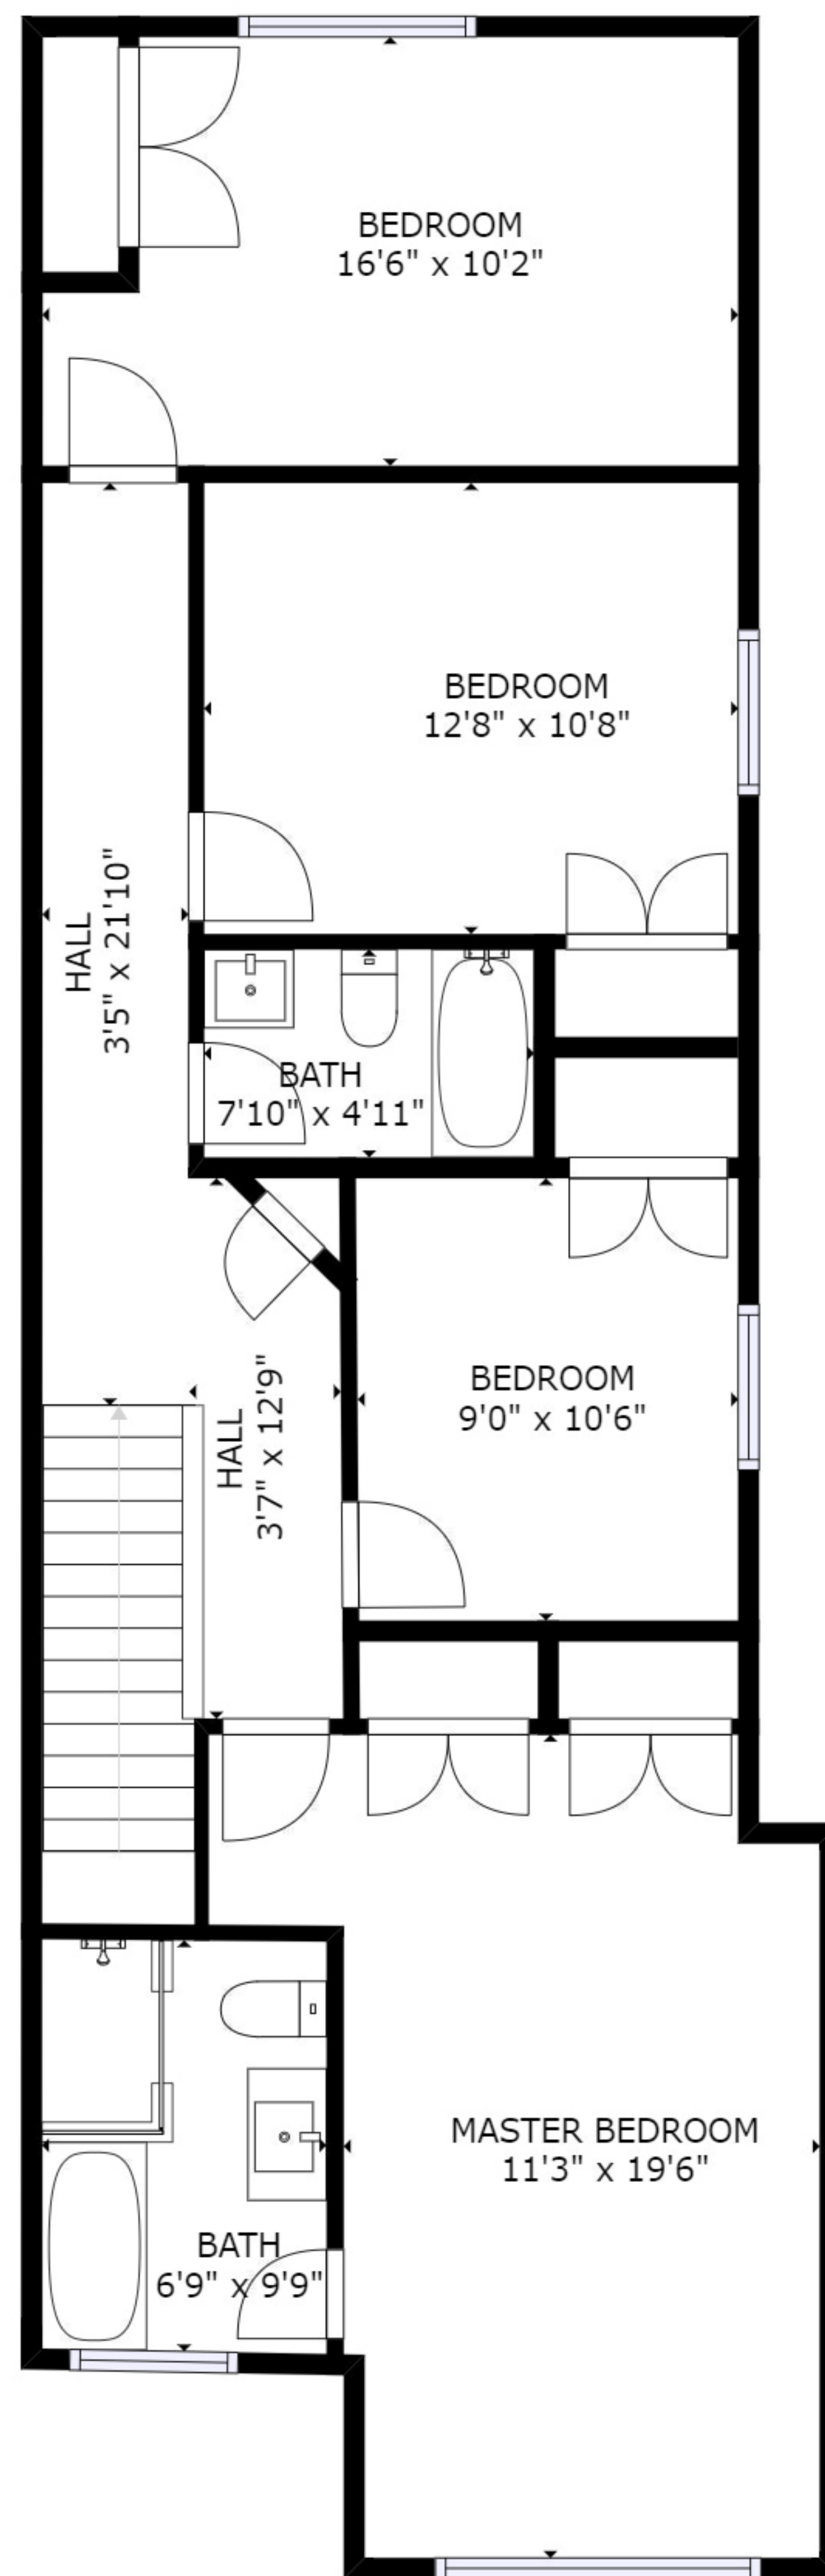 BEDROOM
16'6" x 10'2"
BEDROOM
12'8" x 10'8"
HALL
3'5" x 21'10"
BATH
7'10" x 4'11"
BEDROOM
9'0" x 10'6"
HALL
3'7" x 12'9"
MASTER BEDROOM
11'3" x 19'6"
BATH
6'9" x 9'9"